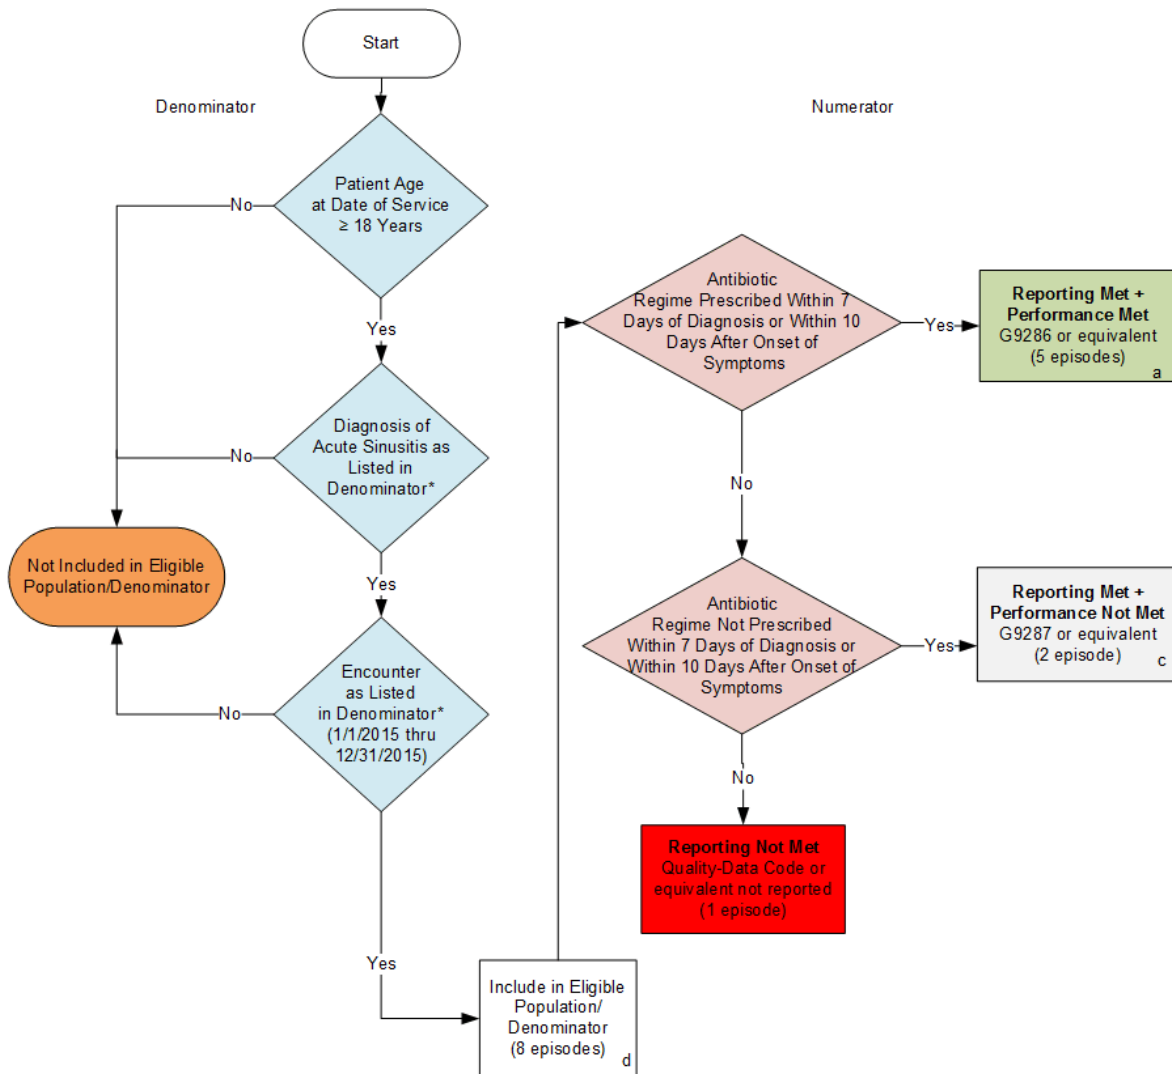 Start
Denominator
Numerator
Patient Age
at Date of Service
≥ 18 Years
No
Yes
Diagnosis of
Acute Sinusitis as
Listed in
Denominator*
No
Yes
Not Included in Eligible
Population/Denominator
Encounter
as Listed
in Denominator*
(1/1/2015 thru
12/31/2015)
No
Yes
Include in Eligible
Population/
Denominator
(8 episodes)
d
Antibiotic
Regime Prescribed Within 7
Days of Diagnosis or Within 10
Days After Onset of
Symptoms
Yes
Reporting Met +
Performance Met
G9286 or equivalent
(5 episodes)
a
No
Antibiotic
Regime Not Prescribed
Within 7 Days of Diagnosis or
Within 10 Days After Onset of
Symptoms
Yes
Reporting Met +
Performance Not Met
G9287 or equivalent
(2 episode)
c
No
Reporting Not Met
Quality-Data Code or
equivalent not reported
(1 episode)